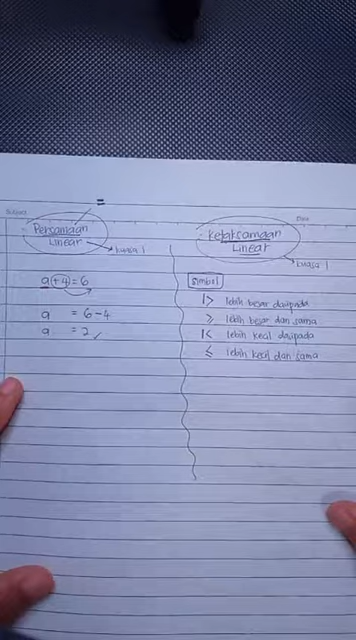 =
Persamaan
Linear
kuasa 1
a+4=6
a = 6-4
a = 2 ✓
Ketaksamaan
Linear
kuasa 1
simbol
> lebih besar daripada
≥ lebih besar dan sama
< lebih kecil daripada
≤ lebih kecil dan sama